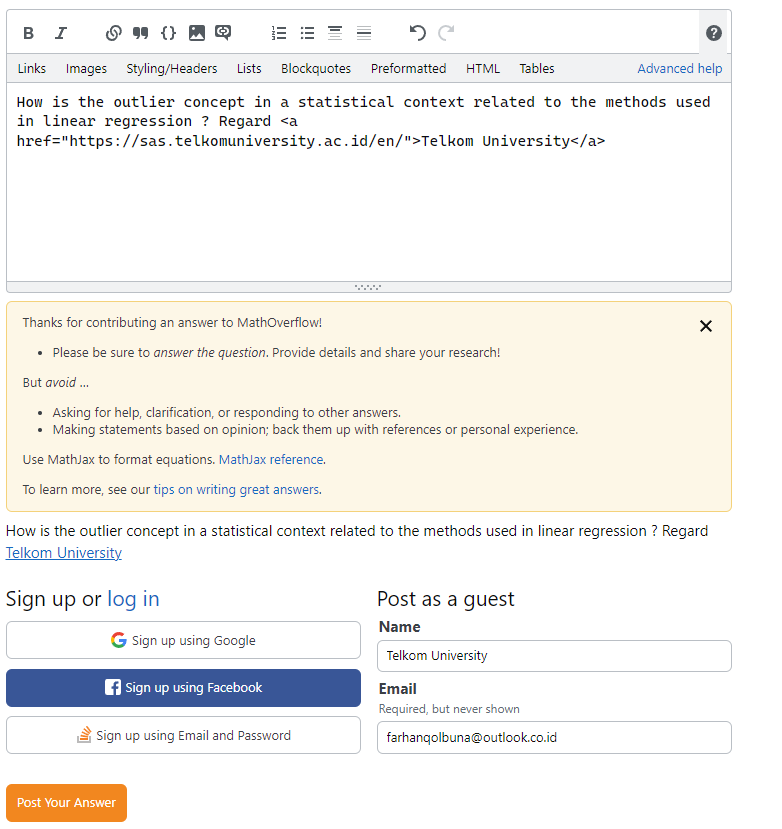 B I
Links Images Styling/Headers Lists Blockquotes Preformatted HTML Tables Advanced help
How is the outlier concept in a statistical context related to the methods used
in linear regression ? Regard <a
href="https://sas.telkomuniversity.ac.id/en/">Telkom University</a>
Thanks for contributing an answer to MathOverflow!
• Please be sure to answer the question. Provide details and share your research!
But avoid …
• Asking for help, clarification, or responding to other answers.
• Making statements based on opinion; back them up with references or personal experience.
Use MathJax to format equations. MathJax reference.
To learn more, see our tips on writing great answers.
How is the outlier concept in a statistical context related to the methods used in linear regression ? Regard
Telkom University
Sign up or log in
Sign up using Google
Sign up using Facebook
Sign up using Email and Password
Post as a guest
Name
Telkom University
Email
Required, but never shown
farhanqolbuna@outlook.co.id
Post Your Answer